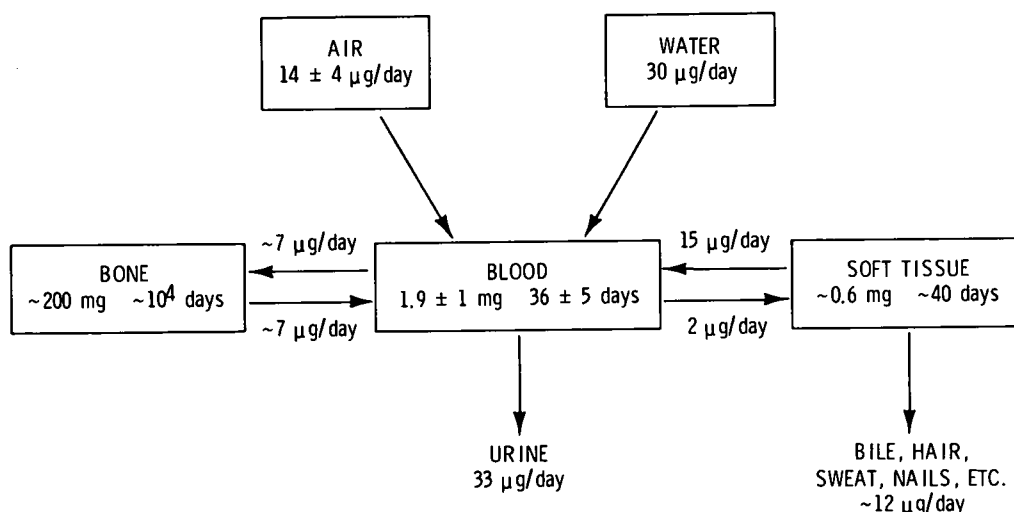 AIR
14 ± 4 μg/day
WATER
30 μg/day
~7 μg/day
15 μg/day
BONE
~200 mg ~10⁴ days
BLOOD
1.9 ± 1 mg 36 ± 5 days
SOFT TISSUE
~0.6 mg ~40 days
~7 μg/day
2 μg/day
URINE
33 μg/day
BILE, HAIR,
SWEAT, NAILS, ETC.
~12 μg/day